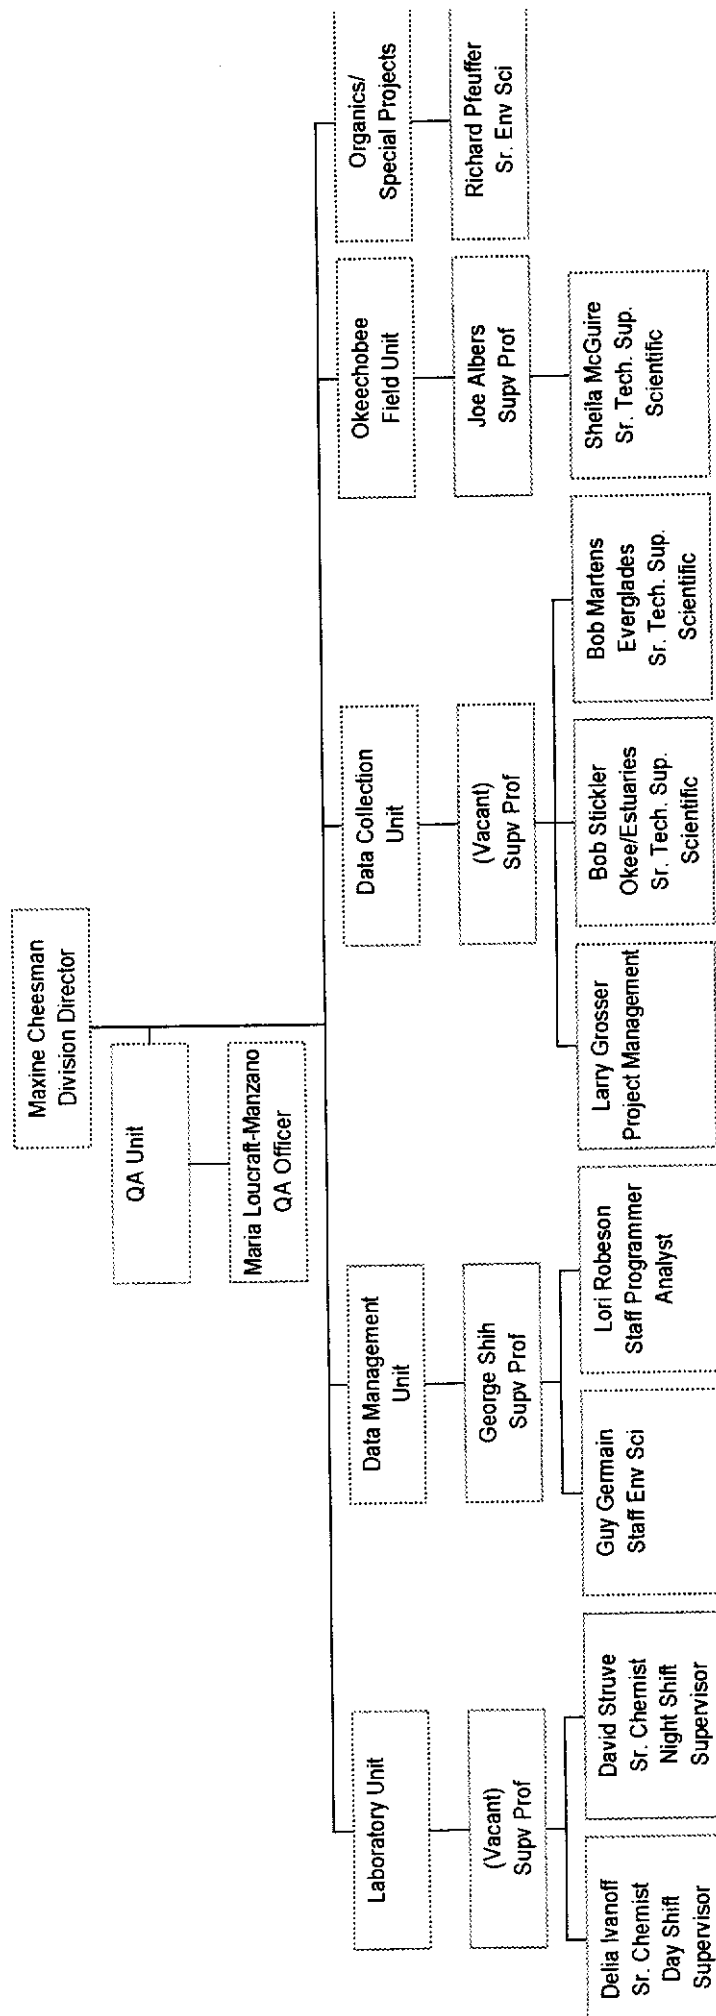 Maxine Cheesman
Division Director
QA Unit
Maria Loucraft-Manzano
QA Officer
Laboratory Unit
Data Management
Unit
Data Collection
Unit
Okeechobee
Field Unit
Organics/
Special Projects
(Vacant)
Supv Prof
George Shih
Supv Prof
(Vacant)
Supv Prof
Joe Albers
Supv Prof
Richard Pfeuffer
Sr. Env Sci
Delia Ivanoff
Sr. Chemist
Day Shift
Supervisor
David Struve
Sr. Chemist
Night Shift
Supervisor
Guy Germain
Staff Env Sci
Lori Robeson
Staff Programmer
Analyst
Larry Grosser
Project Management
Bob Stickler
Okee/Estuaries
Sr. Tech. Sup.
Scientific
Bob Martens
Everglades
Sr. Tech. Sup.
Scientific
Sheila McGuire
Sr. Tech. Sup.
Scientific